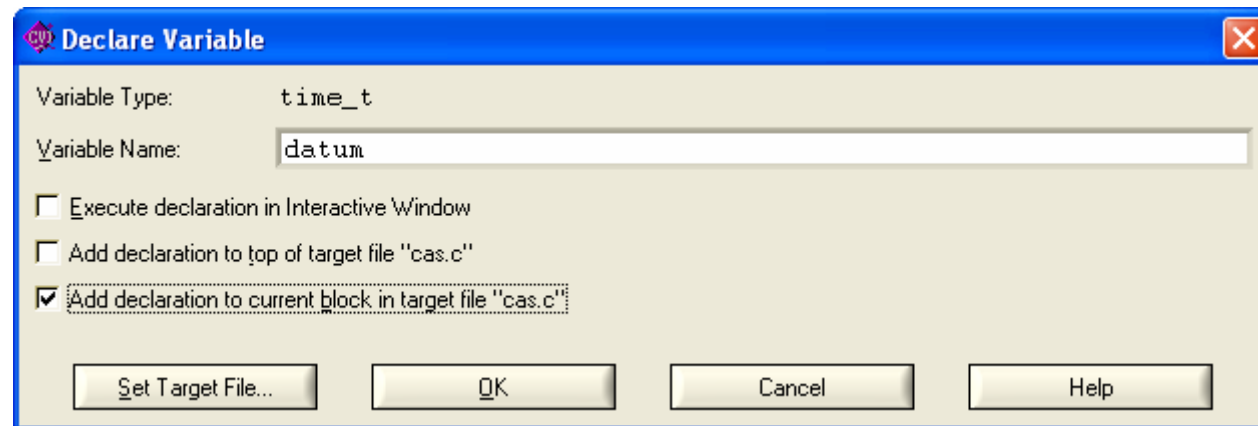 CVI Declare Variable
Variable Type: time_t
Variable Name: datum
Execute declaration in Interactive Window
Add declaration to top of target file "cas.c"
Add declaration to current block in target file "cas.c"
Set Target File... OK Cancel Help